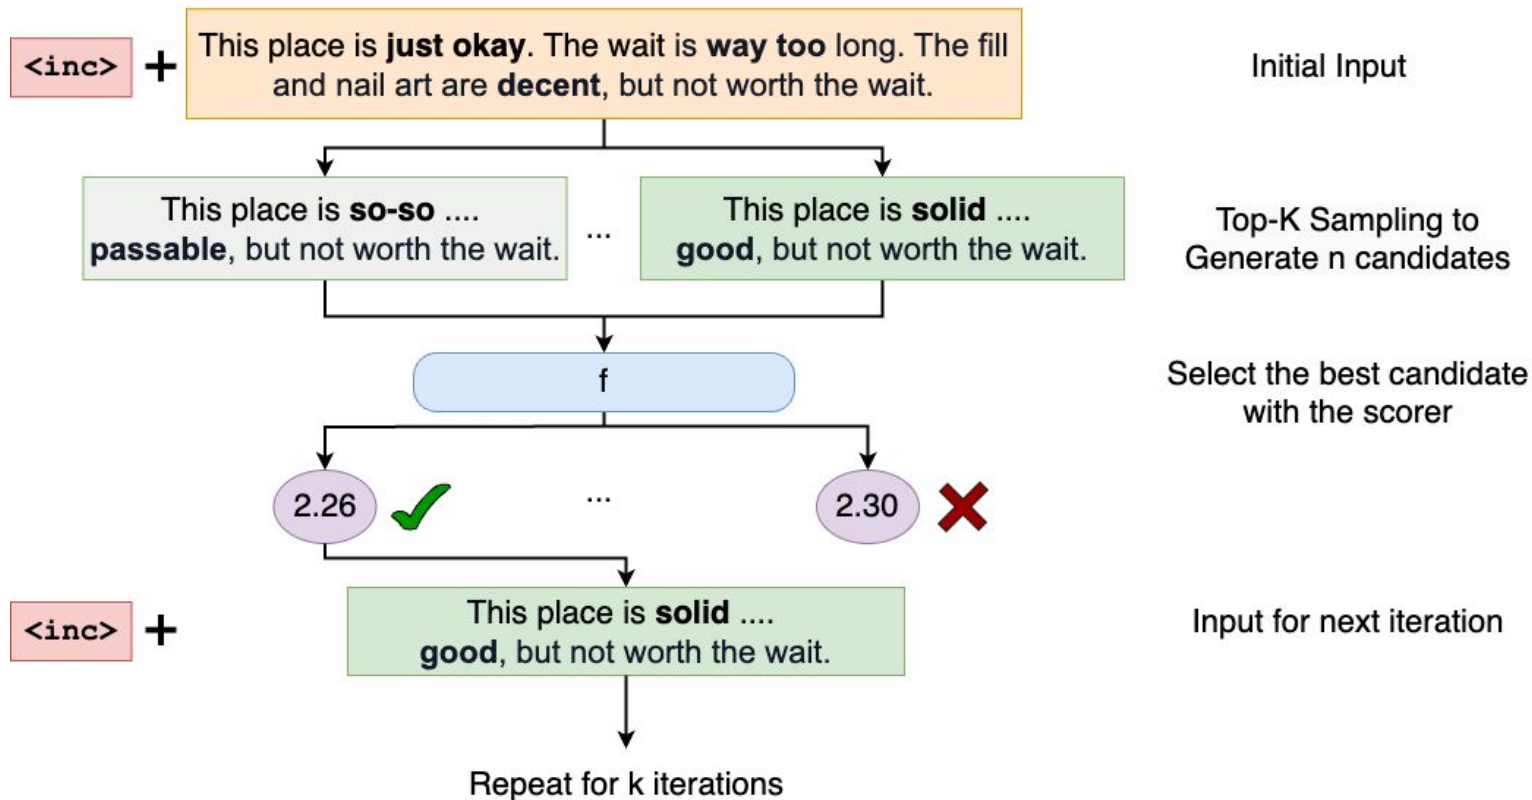 <inc> +
This place is just okay. The wait is way too long. The fill
and nail art are decent, but not worth the wait.
Initial Input
This place is so-so ....
passable, but not worth the wait.
...
This place is solid ....
good, but not worth the wait.
Top-K Sampling to
Generate n candidates
f
Select the best candidate
with the scorer
2.26
...
2.30
<inc> +
This place is solid ....
good, but not worth the wait.
Input for next iteration
Repeat for k iterations